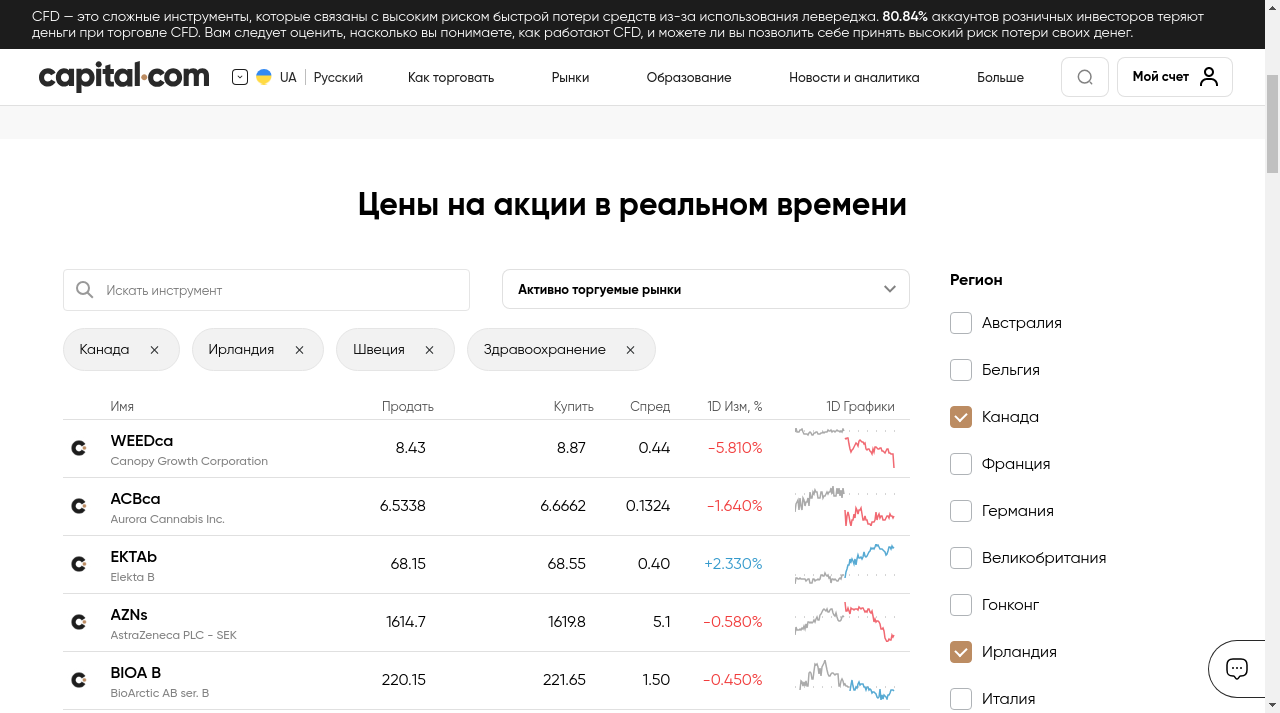 CFD — это сложные инструменты, которые связаны с высоким риском быстрой потери средств из-за использования левереджа. 80.84% аккаунтов розничных инвесторов теряют
деньги при торговле CFD. Вам следует оценить, насколько вы понимаете, как работают CFD, и можете ли вы позволить себе принять высокий риск потери своих денег.
capital.com UA Русский Как торговать Рынки Образование Новости и аналитика Больше Мой счет
Цены на акции в реальном времени
Искать инструмент Активно торгуемые рынки
Канада × Ирландия × Швеция × Здравоохранение ×
Имя Продать Купить Спред 1D Изм, % 1D Графики
WEEDca 8.43 8.87 0.44 -5.810%
Canopy Growth Corporation
ACBca 6.5338 6.6662 0.1324 -1.640%
Aurora Cannabis Inc.
EKTAb 68.15 68.55 0.40 +2.330%
Elekta B
AZNs 1614.7 1619.8 5.1 -0.580%
AstraZeneca PLC - SEK
BIOA B 220.15 221.65 1.50 -0.450%
BioArctic AB ser. B
Регион
Австралия
Бельгия
Канада
Франция
Германия
Великобритания
Гонконг
Ирландия
Италия